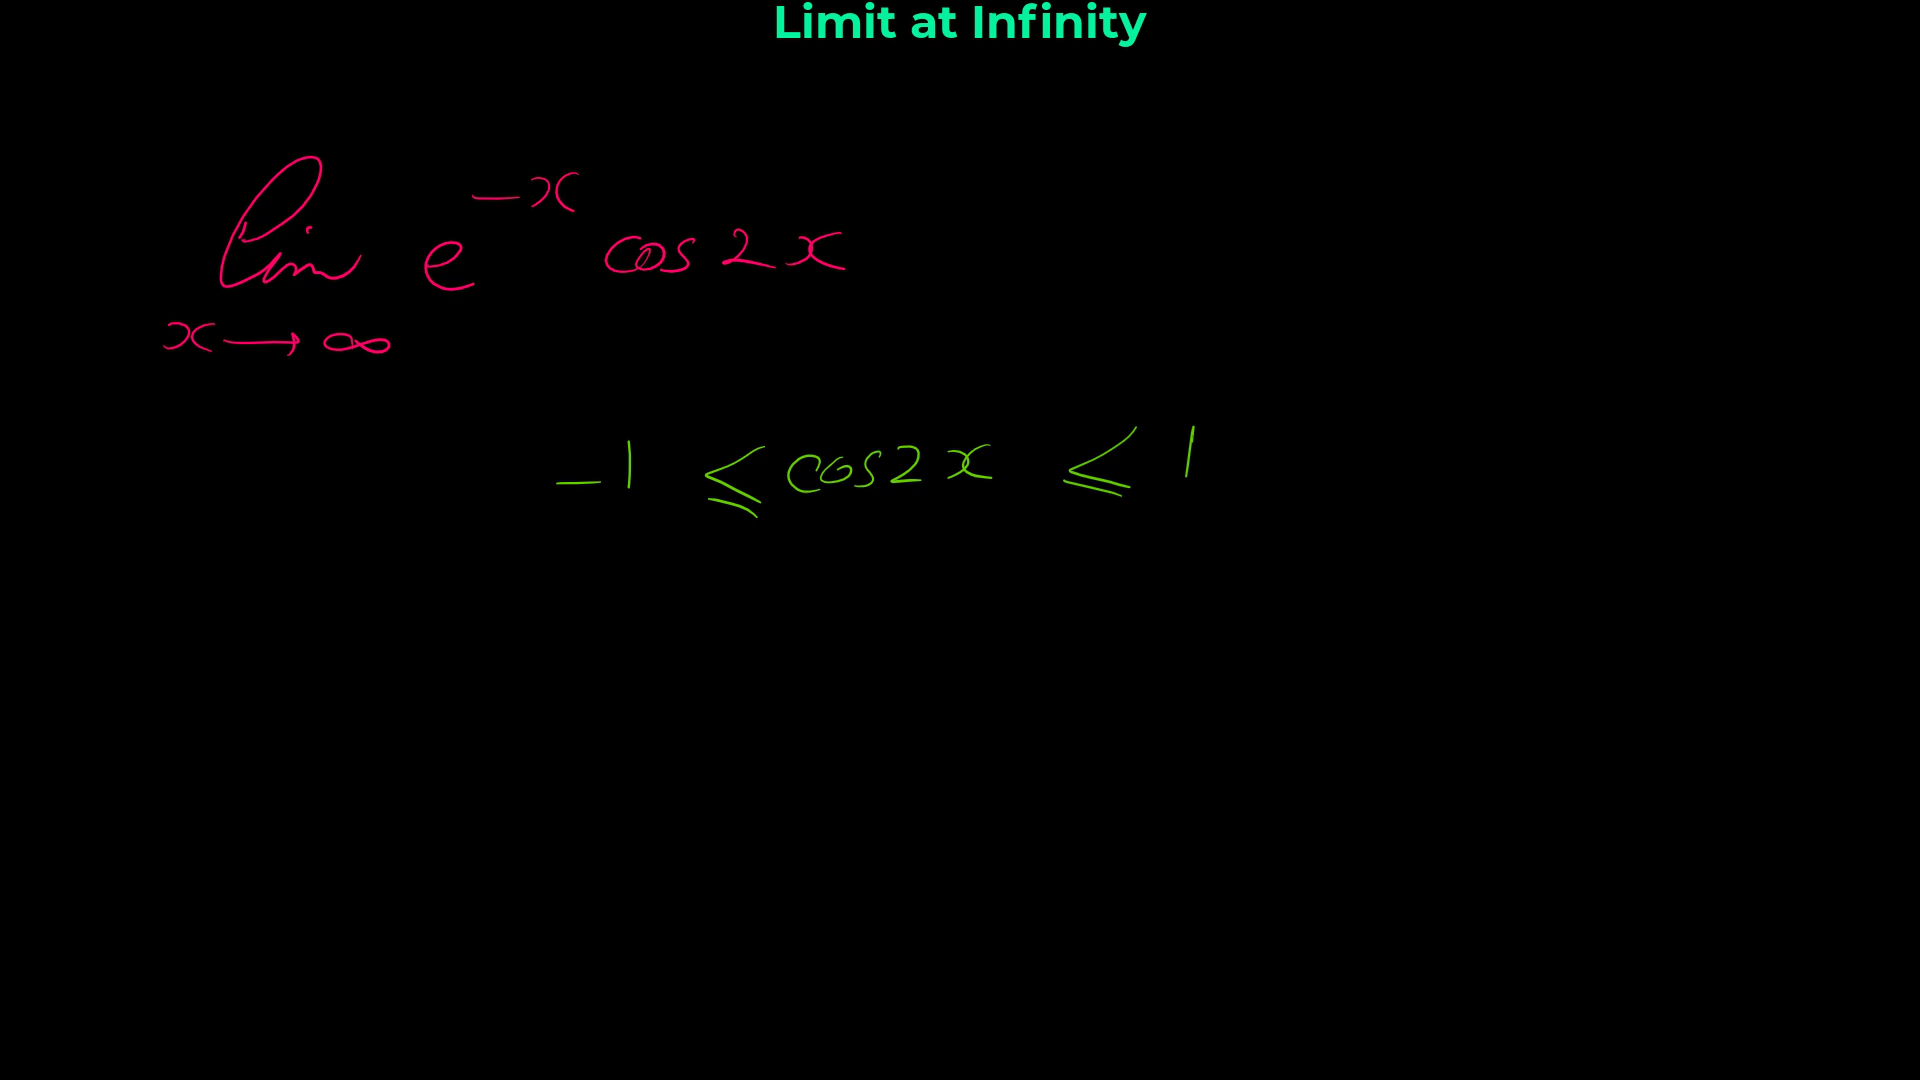 Limit at Infinity
lim e^{-x} cos 2x
x → ∞
-1 ≤ cos 2x ≤ 1